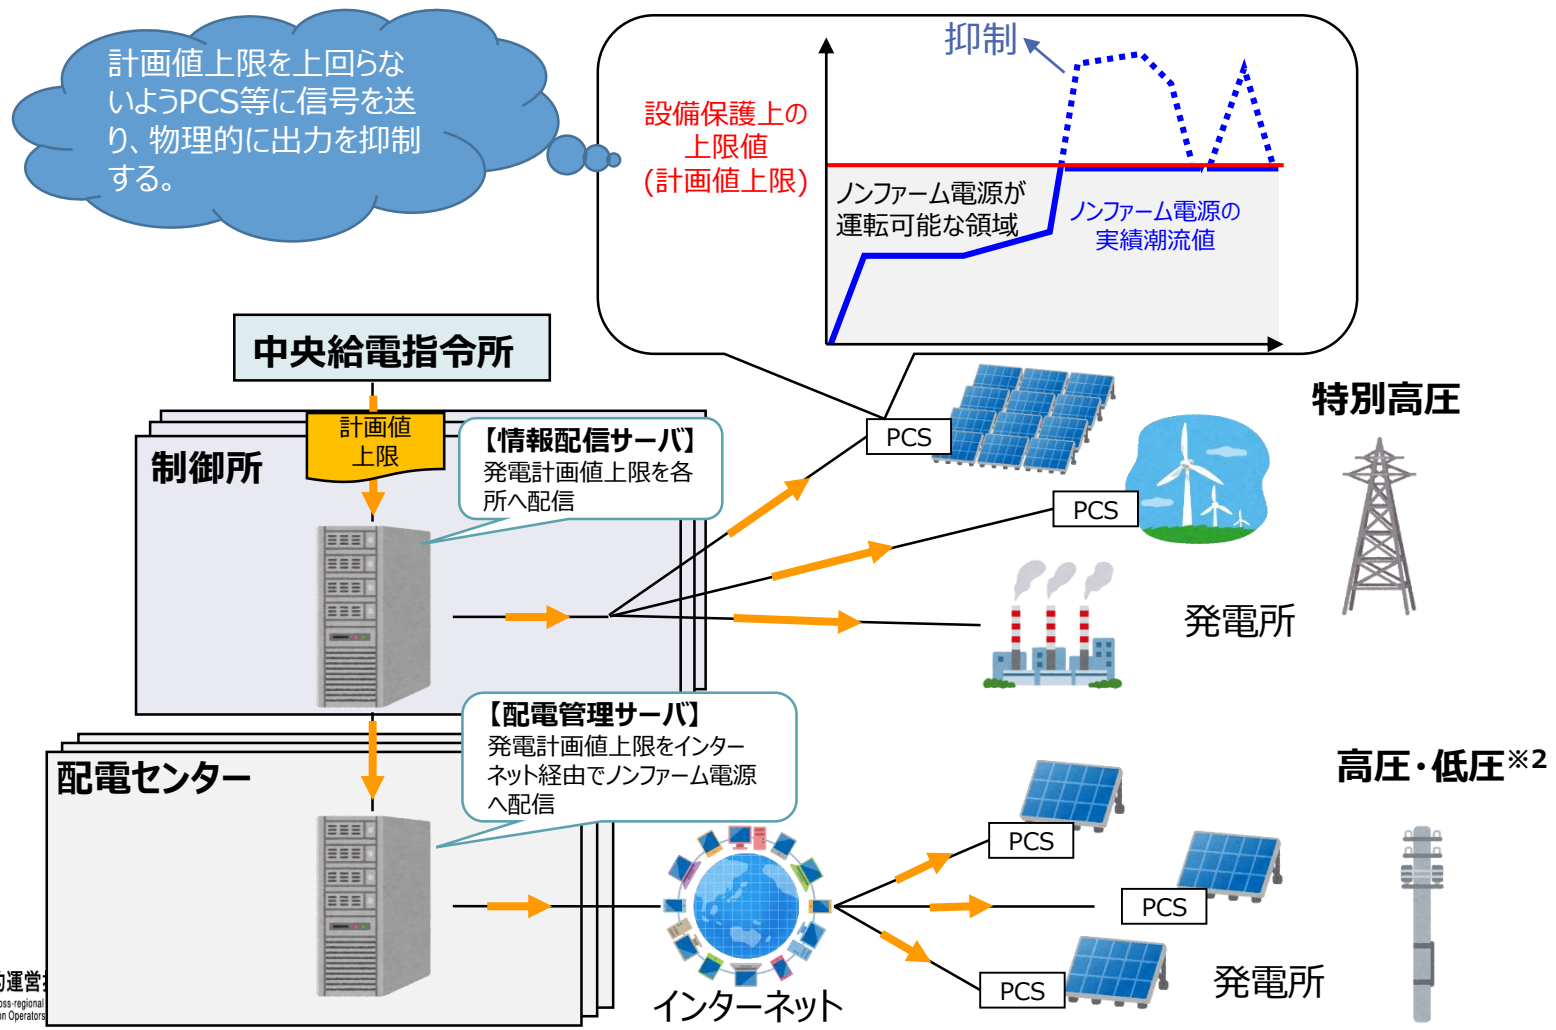 計画値上限を上回らな
いようPCS等に信号を送
り、物理的に出力を抑制
する。
抑制
設備保護上の
上限値
(計画値上限)
ノンファーム電源が
運転可能な領域
ノンファーム電源の
実績潮流値
中央給電指令所
計画値
上限
制御所
【情報配信サーバ】
発電計画値上限を各
所へ配信
PCS
PCS
特別高圧
発電所
【配電管理サーバ】
発電計画値上限をインター
ネット経由でノンファーム電源
へ配信
配電センター
高圧・低圧※2
PCS
PCS
PCS
インターネット
発電所
運営
oss-regional
on Operators